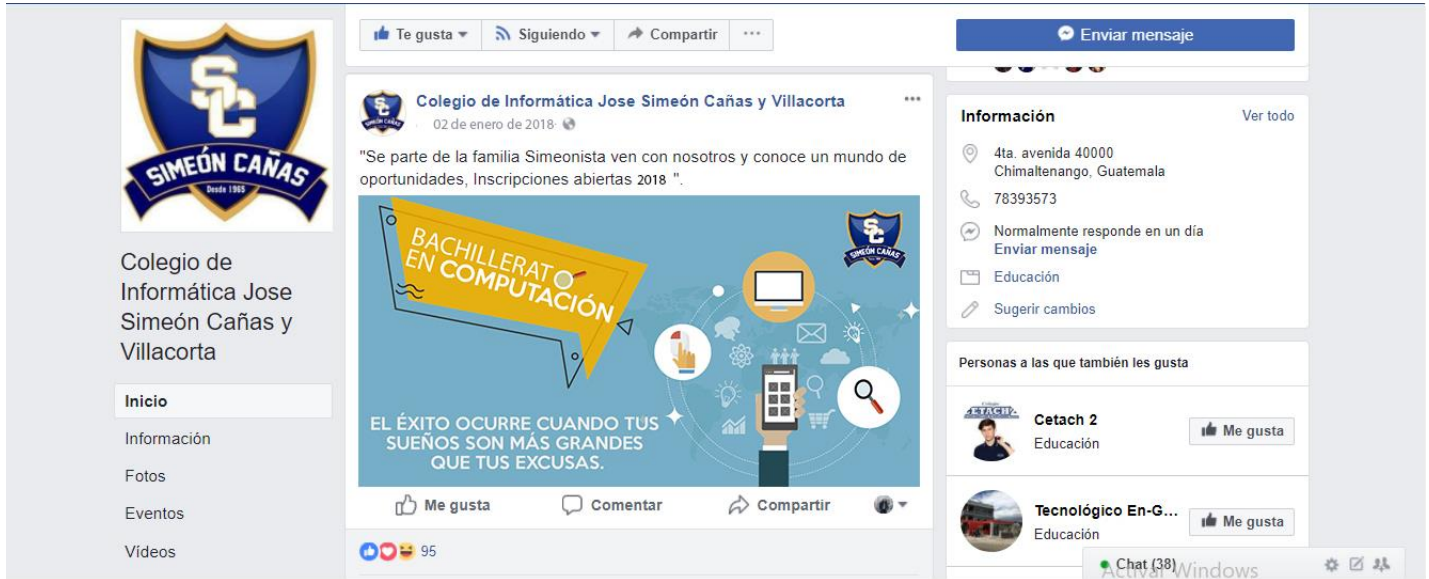 SC
SIMEÓN CAÑAS
Desde 1965
Colegio de
Informática Jose
Simeón Cañas y
Villacorta
Inicio
Información
Fotos
Eventos
Vídeos
Te gusta
Siguiendo
Compartir
Colegio de Informática Jose Simeón Cañas y Villacorta
02 de enero de 2018
"Se parte de la familia Simeonista ven con nosotros y conoce un mundo de
oportunidades, Inscripciones abiertas 2018 ".
BACHILLERATO
EN COMPUTACIÓN
SC
SIMEÓN CAÑAS
EL ÉXITO OCURRE CUANDO TUS
SUEÑOS SON MÁS GRANDES
QUE TUS EXCUSAS.
Me gusta
Comentar
Compartir
95
Enviar mensaje
Información
Ver todo
4ta. avenida 40000
Chimaltenango, Guatemala
78393573
Normalmente responde en un día
Enviar mensaje
Educación
Sugerir cambios
Personas a las que también les gusta
CETACH 2
Cetach 2
Educación
Me gusta
Tecnológico En-G...
Educación
Me gusta
Chat (38)
Activar Windows